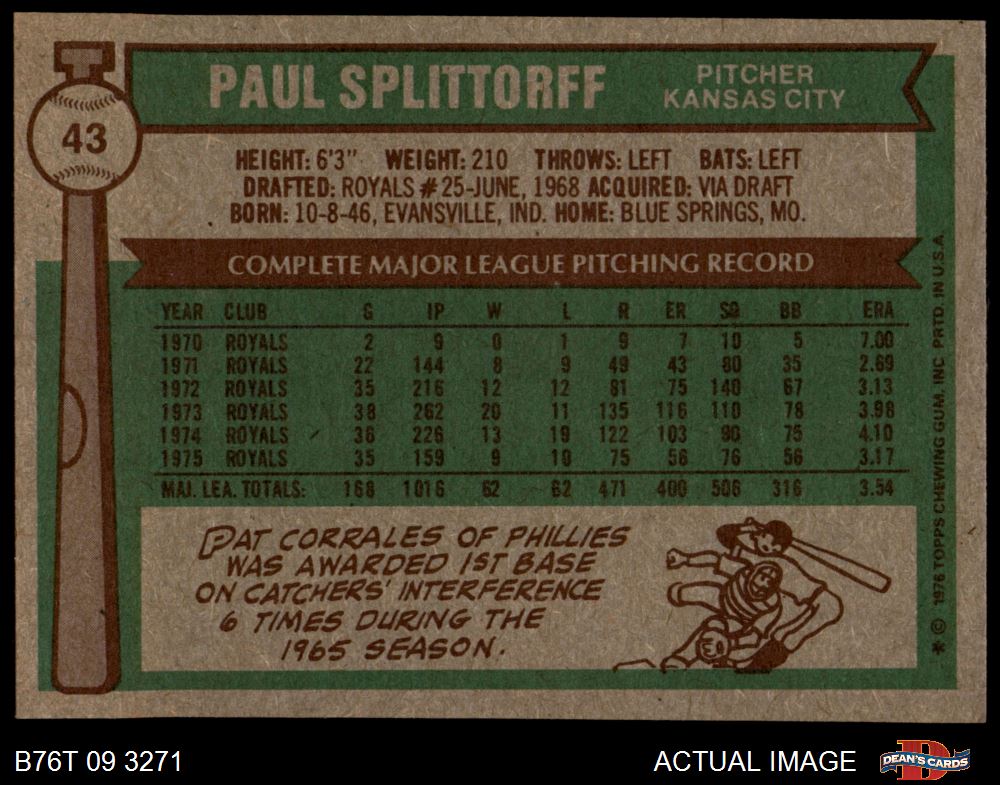 43
PAUL SPLITTORFF
PITCHER
KANSAS CITY
HEIGHT: 6'3" WEIGHT: 210 THROWS: LEFT BATS: LEFT
DRAFTED: ROYALS #25-JUNE, 1968 ACQUIRED: VIA DRAFT
BORN: 10-8-46, EVANSVILLE, IND. HOME: BLUE SPRINGS, MO.
COMPLETE MAJOR LEAGUE PITCHING RECORD
YEAR CLUB G IP W L R ER SO BB ERA
1970 ROYALS 2 9 0 1 9 7 10 5 7.00
1971 ROYALS 22 144 8 9 49 43 80 35 2.69
1972 ROYALS 35 216 12 12 81 75 140 67 3.13
1973 ROYALS 38 262 20 11 135 116 110 78 3.98
1974 ROYALS 36 226 13 19 122 103 90 75 4.10
1975 ROYALS 35 159 9 10 75 56 76 56 3.17
MAJ. LEA. TOTALS: 168 1016 62 62 471 400 506 316 3.54
PAT CORRALES OF PHILLIES
WAS AWARDED 1ST BASE
ON CATCHERS' INTERFERENCE
6 TIMES DURING THE
1965 SEASON.
* © 1976 TOPPS CHEWING GUM, INC. PRTD. IN U.S.A.
B76T 09 3271
ACTUAL IMAGE
DEAN'S CARDS